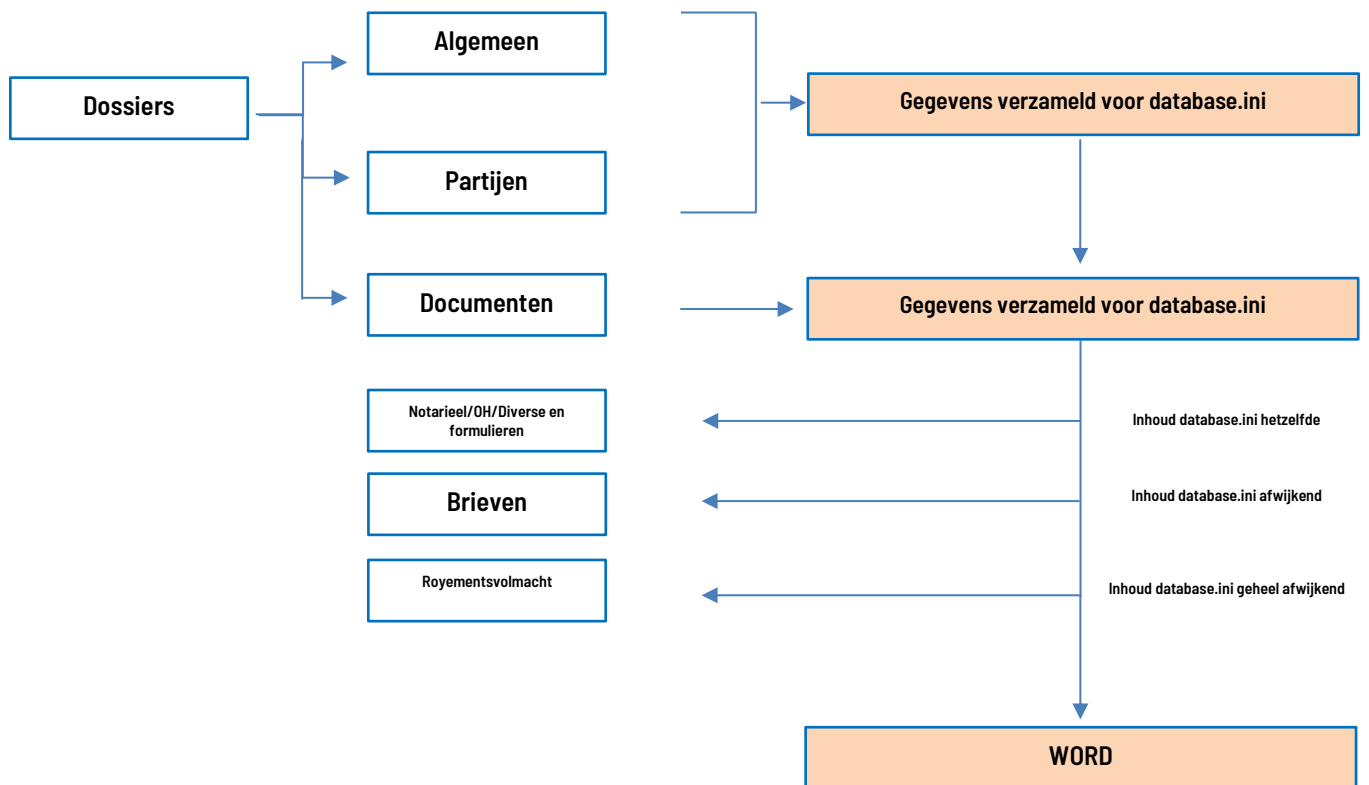 Algemeen
Dossiers
Gegevens verzameld voor database.ini
Partijen
Documenten
Gegevens verzameld voor database.ini
Notarieel/OH/Diverse en
formulieren
Inhoud database.ini hetzelfde
Brieven
Inhoud database.ini afwijkend
Royementsvolmacht
Inhoud database.ini geheel afwijkend
WORD